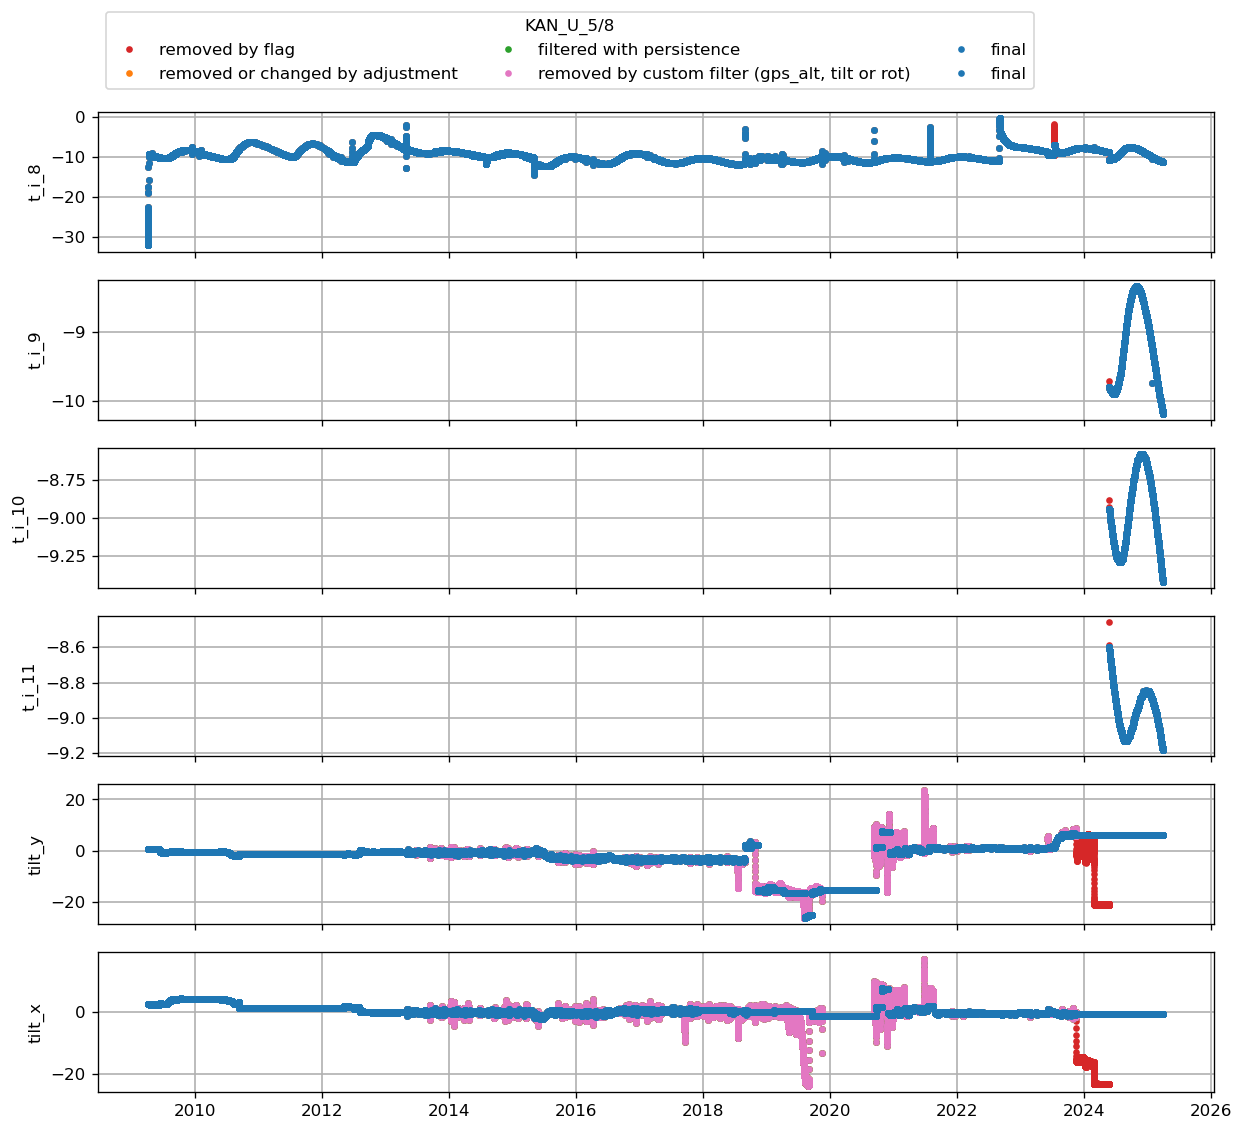 KAN_U_5/8
removed by flag
filtered with persistence
final
removed or changed by adjustment
removed by custom filter (gps_alt, tilt or rot)
final
t_i_8
0
−10
−20
−30
t_i_9
−9
−10
t_i_10
−8.75
−9.00
−9.25
t_i_11
−8.6
−8.8
−9.0
−9.2
tilt_y
20
0
−20
tilt_x
0
−20
2010
2012
2014
2016
2018
2020
2022
2024
2026